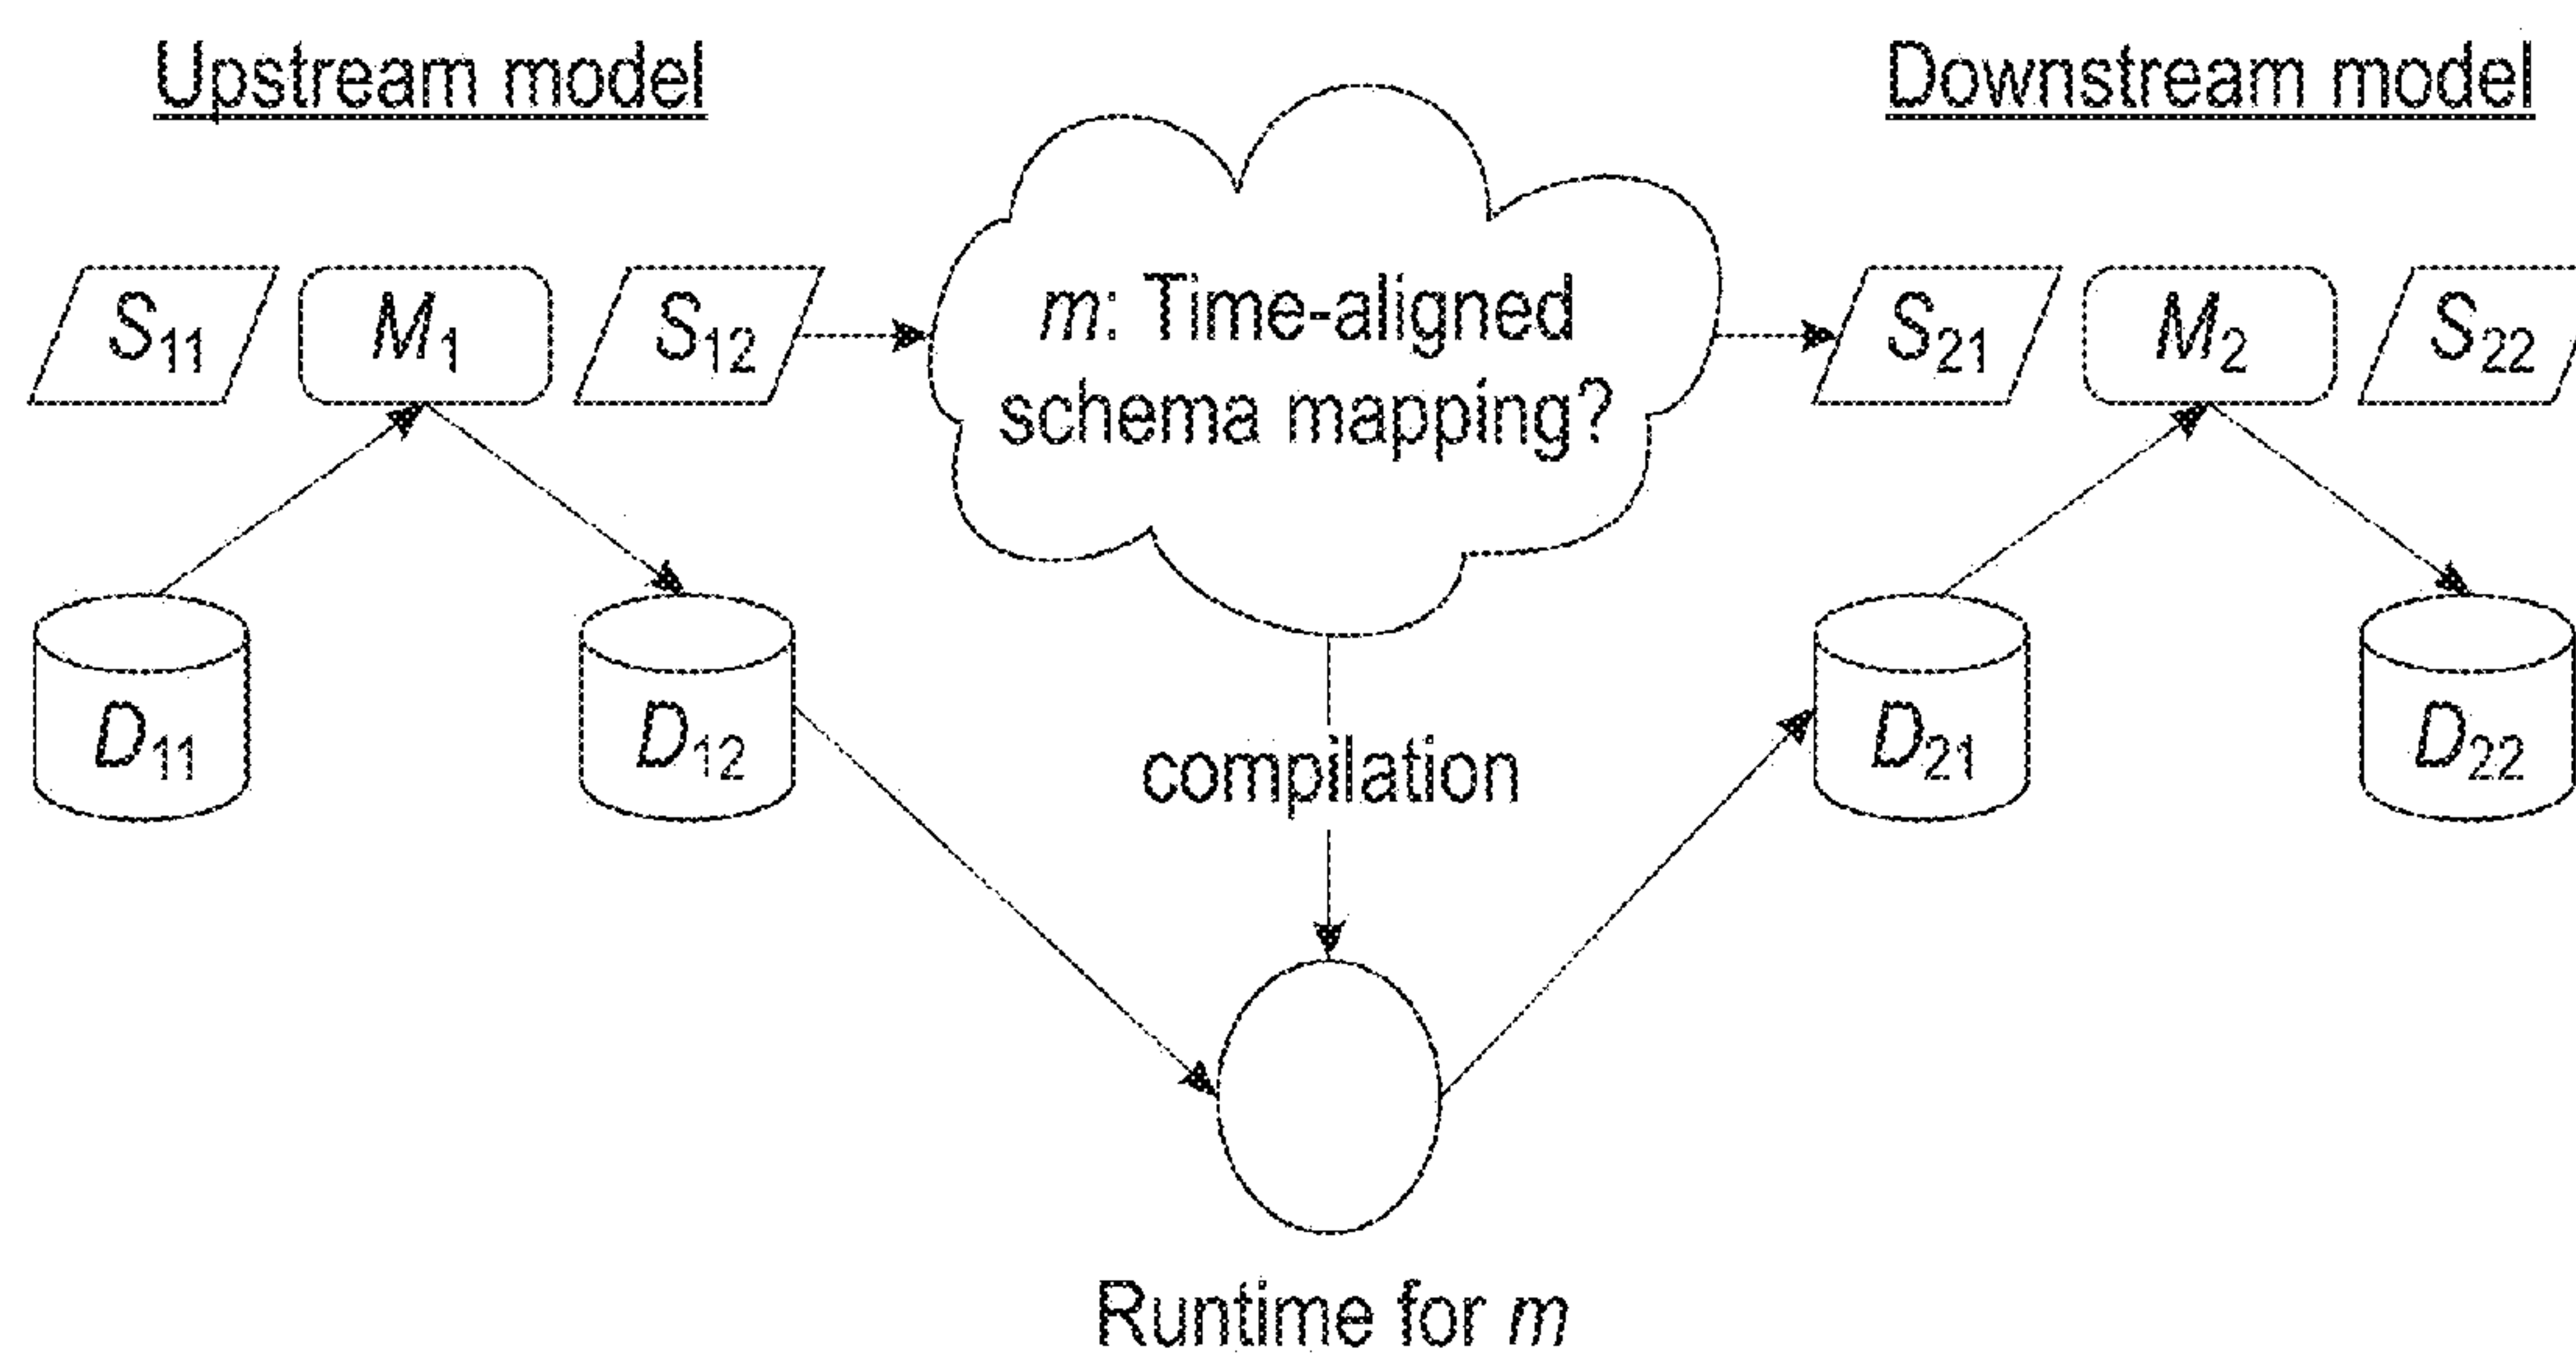 Upstream model
Downstream model
S11 M1 S12
m: Time-aligned
schema mapping?
S21 M2 S22
D11
D12
compilation
D21
D22
Runtime for m